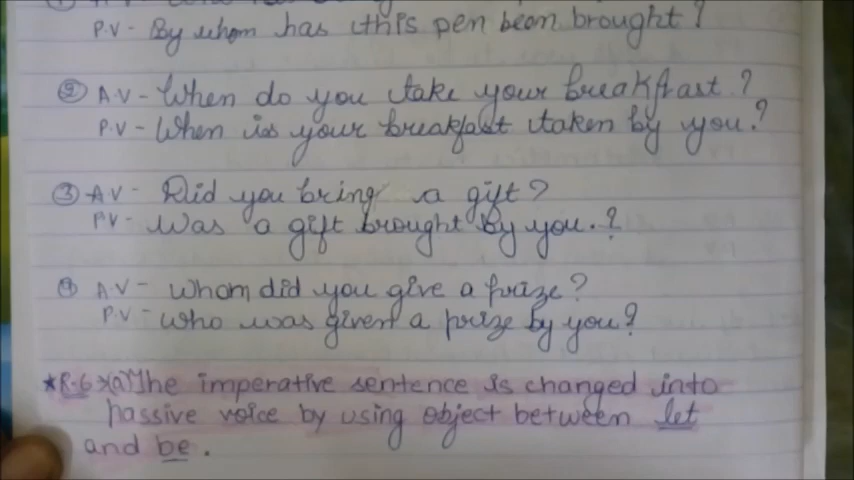 P.V - By whom has this pen been brought?
② A.V - When do you take your breakfast?
P.V - When is your breakfast taken by you?
③ A.V - Did you bring a gift?
P.V - Was a gift brought by you.?
④ A.V - Whom did you give a prize?
P.V - Who was given a prize by you?
*R-6 (a) The imperative sentence is changed into
passive voice by using object between let
and be.